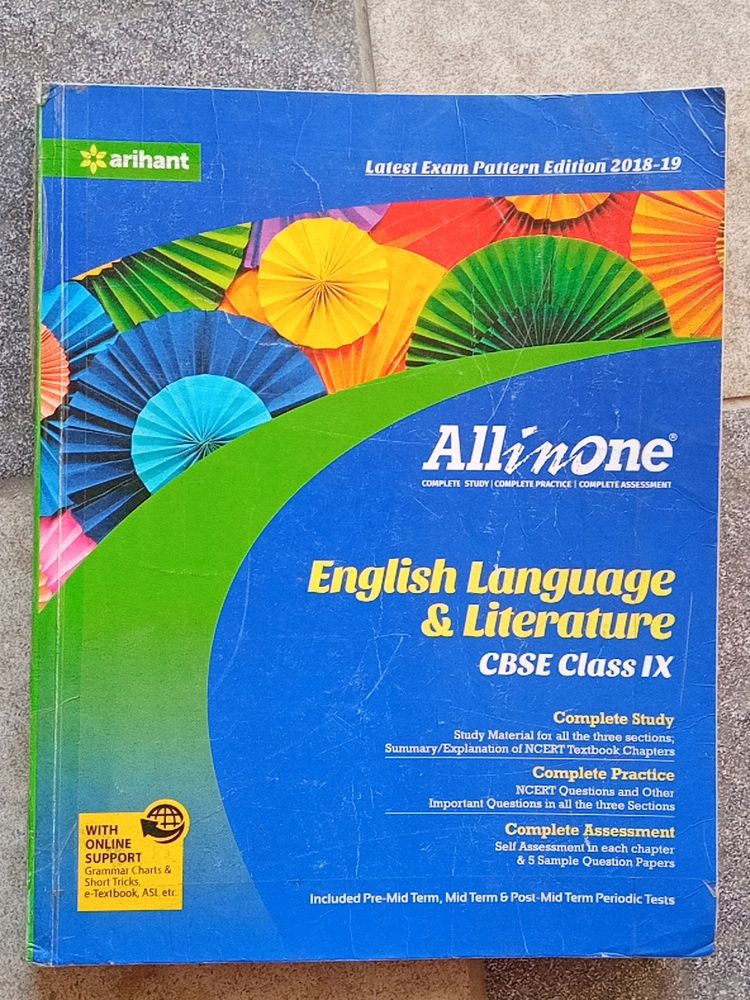 arihant
Latest Exam Pattern Edition 2018-19
All in One®
COMPLETE STUDY | COMPLETE PRACTICE | COMPLETE ASSESSMENT
English Language
& Literature
CBSE Class IX
Complete Study
Study Material for all the three sections,
Summary/Explanation of NCERT Textbook Chapters
Complete Practice
NCERT Questions and Other
Important Questions in all the three Sections
Complete Assessment
Self Assessment in each chapter
& 5 Sample Question Papers
WITH
ONLINE
SUPPORT
Grammar Charts &
Short Tricks,
e-Textbook, ASL etc.
Included Pre-Mid Term, Mid Term & Post-Mid Term Periodic Tests